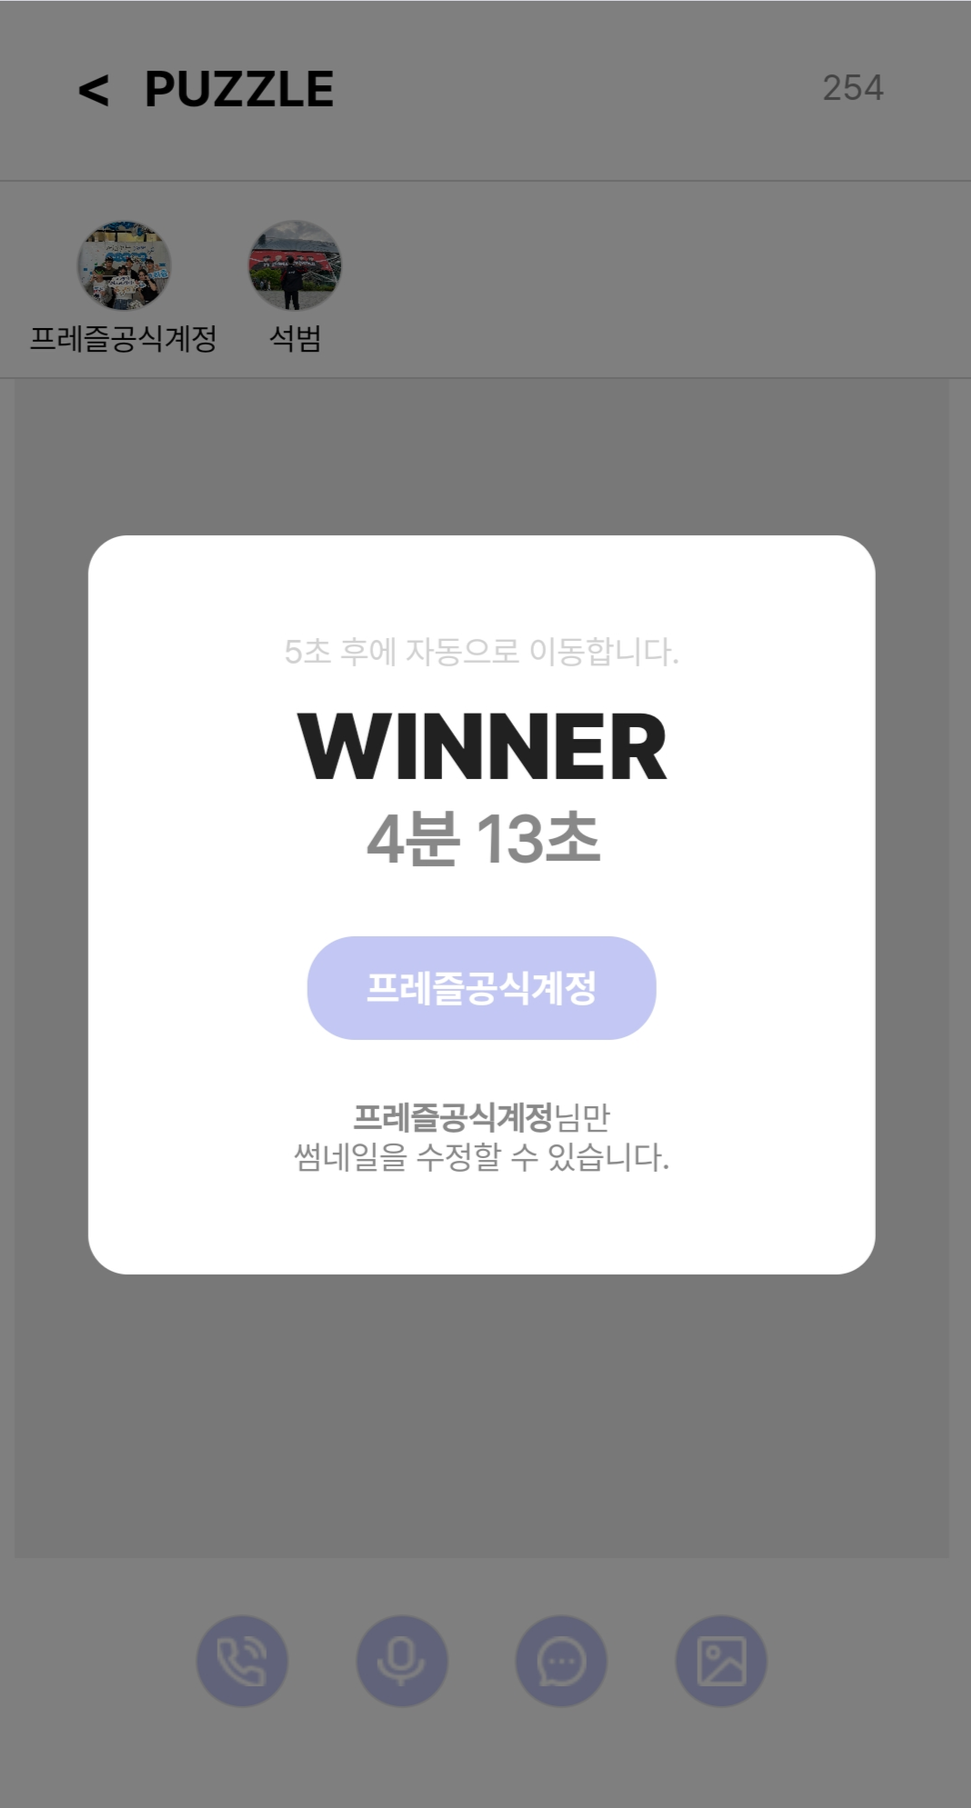 < PUZZLE
254
프레즐공식계정
석범
5초 후에 자동으로 이동합니다.
WINNER
4분 13초
프레즐공식계정
프레즐공식계정님만
썸네일을 수정할 수 있습니다.